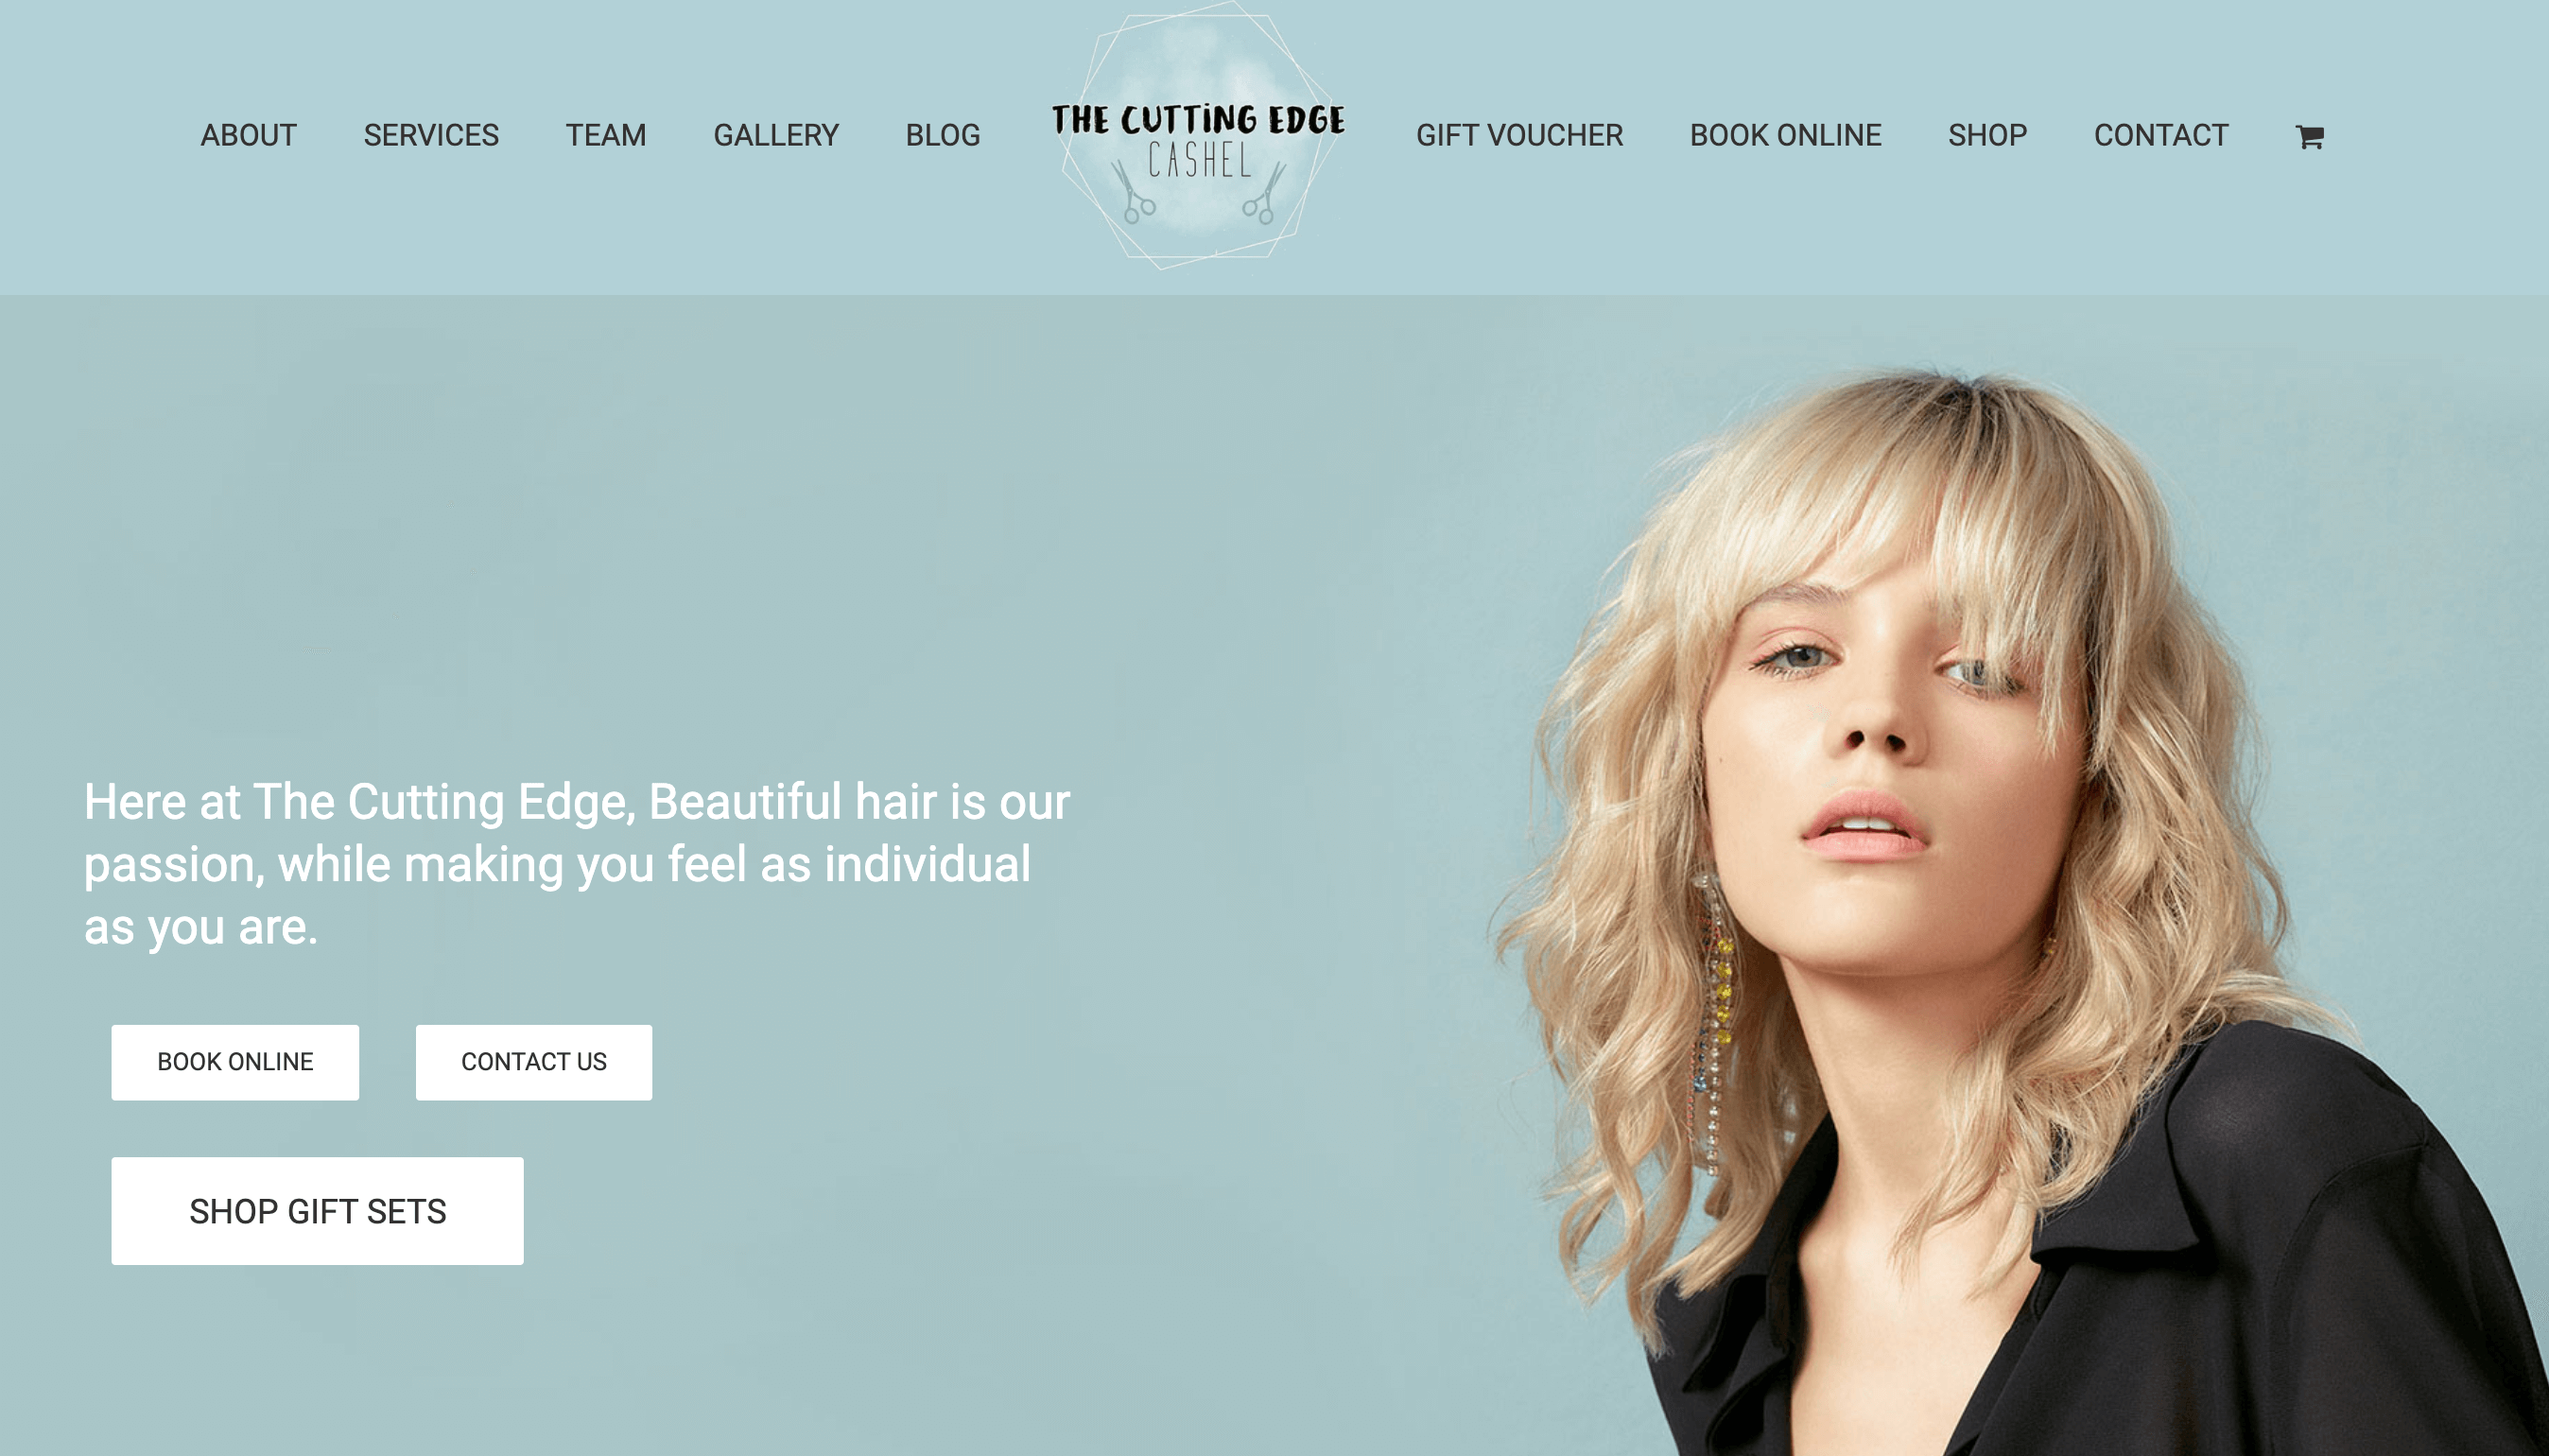 ABOUT SERVICES TEAM GALLERY BLOG
THE CUTTiNG EDGE
CASHEL
GIFT VOUCHER BOOK ONLINE SHOP CONTACT
Here at The Cutting Edge, Beautiful hair is our
passion, while making you feel as individual
as you are.
BOOK ONLINE
CONTACT US
SHOP GIFT SETS